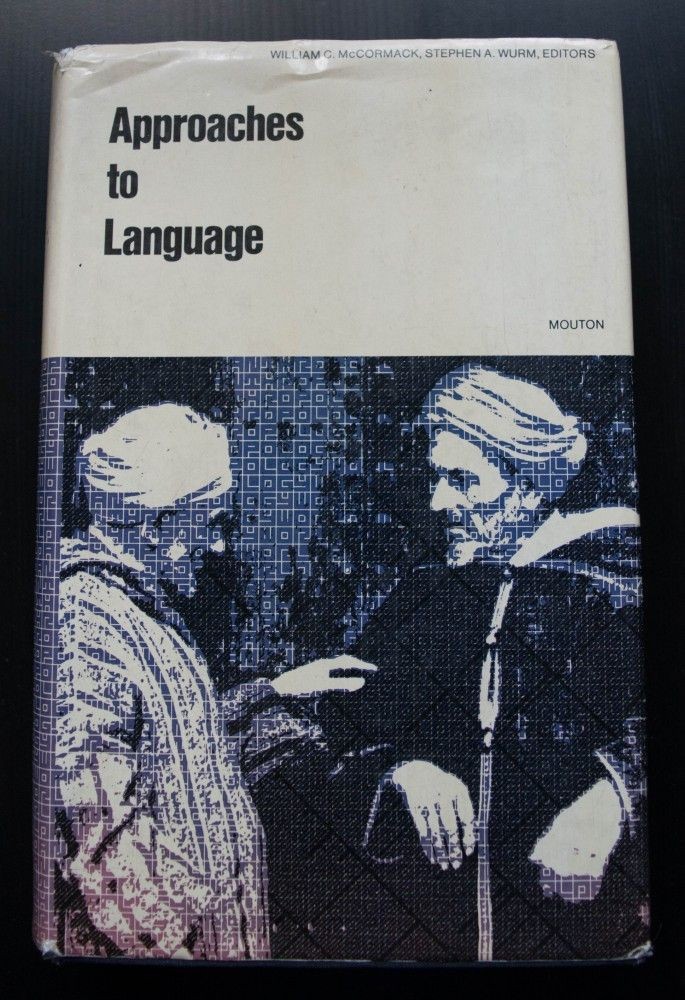 WILLIAM C. McCORMACK, STEPHEN A. WURM, EDITORS
Approaches
to
Language
MOUTON